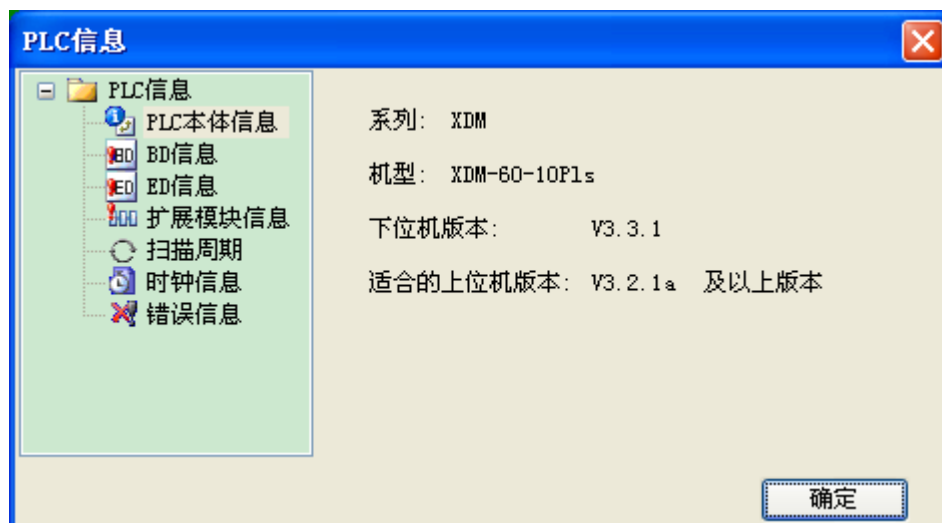 PLC信息
PLC信息
PLC本体信息
BD BD信息
ED ED信息
扩展模块信息
扫描周期
时钟信息
错误信息
系列: XDM
机型: XDM-60-10Pls
下位机版本: V3.3.1
适合的上位机版本: V3.2.1a 及以上版本
确定